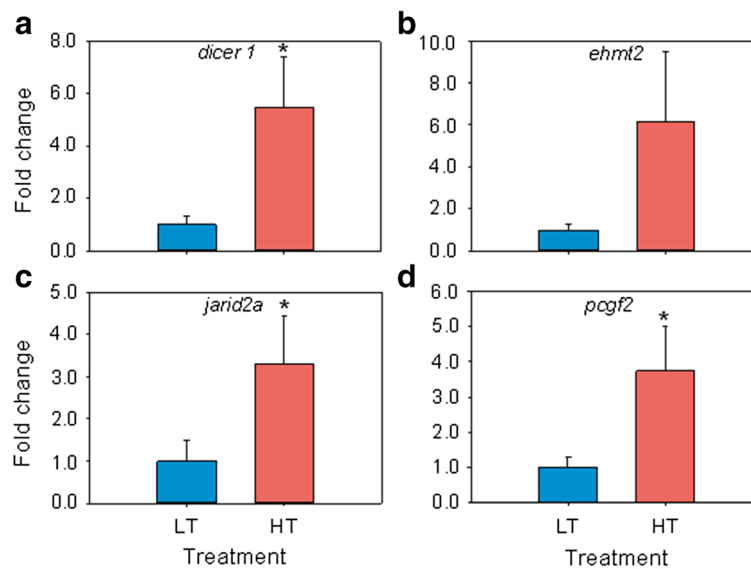 a
dicer 1
*
8.0
6.0
4.0
2.0
0.0
Fold change
b
ehmt2
10.0
8.0
6.0
4.0
2.0
0.0
c
jarid2a
*
5.0
4.0
3.0
2.0
1.0
0.0
Fold change
LT
HT
Treatment
d
pcgf2
*
6.0
5.0
4.0
3.0
2.0
1.0
0.0
LT
HT
Treatment